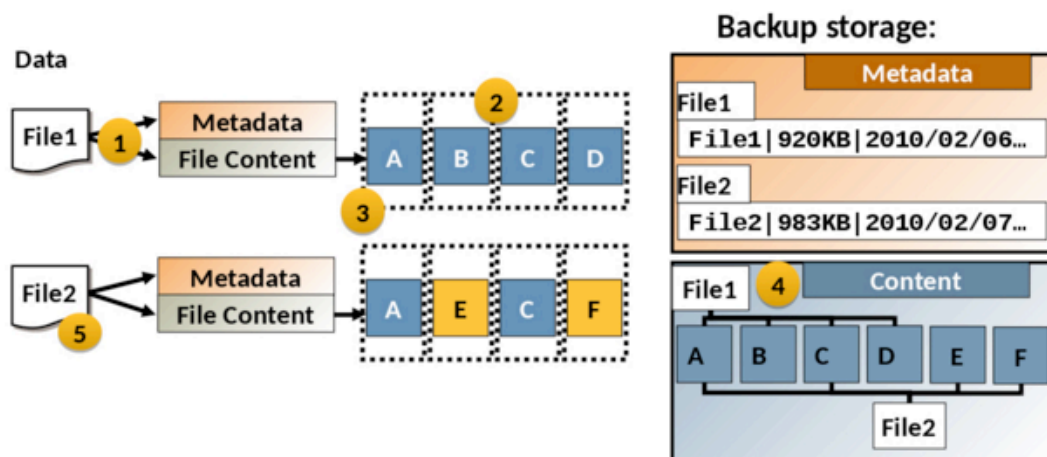 Data
File1
1
Metadata
File Content
2
A
B
C
D
3
File2
5
Metadata
File Content
A
E
C
F
Backup storage:
Metadata
File1
File1|920KB|2010/02/06…
File2
File2|983KB|2010/02/07…
Content
File1
4
A
B
C
D
E
F
File2